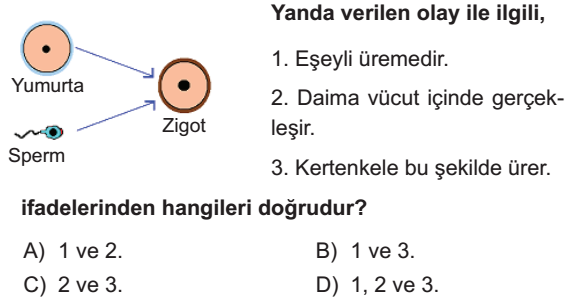 Yanda verilen olay ile ilgili,
Yumurta
Sperm
Zigot
1. Eşeyli üremedir.
2. Daima vücut içinde gerçek-
leşir.
3. Kertenkele bu şekilde ürer.
ifadelerinden hangileri doğrudur?
A) 1 ve 2.
B) 1 ve 3.
C) 2 ve 3.
D) 1, 2 ve 3.